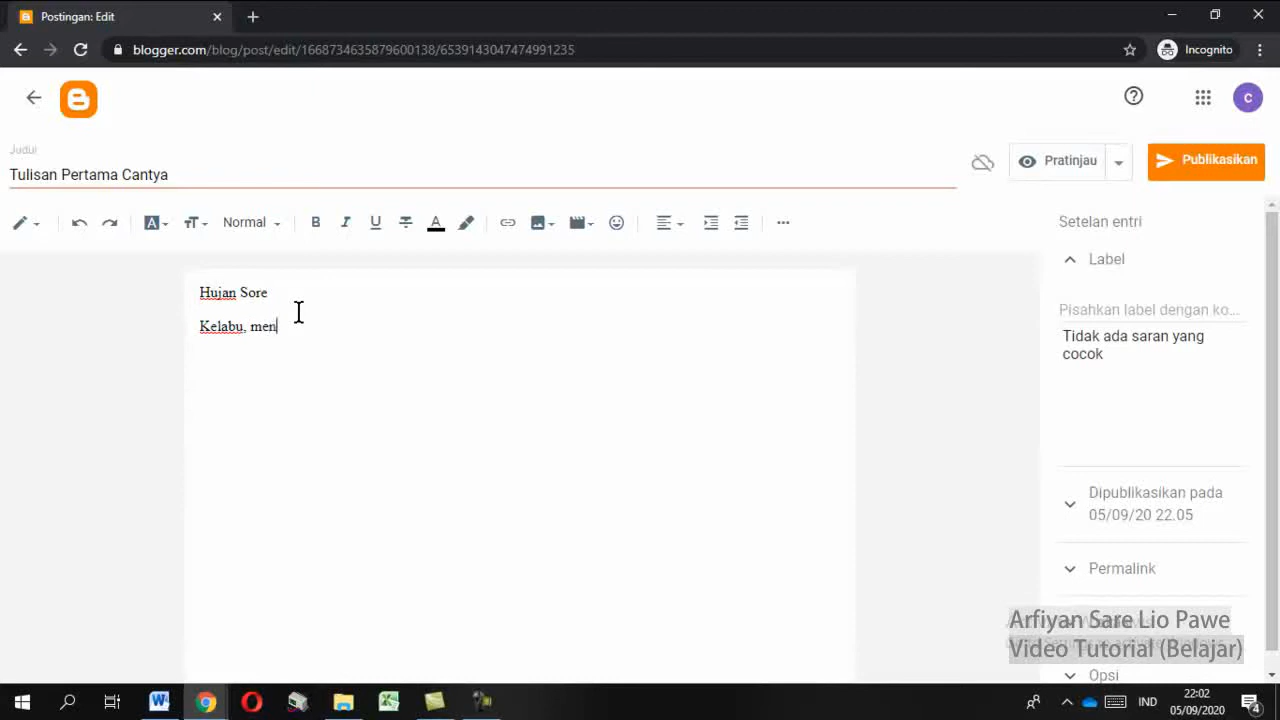 Postingan: Edit
blogger.com/blog/post/edit/1668734635879600138/6539143047474991235
Incognito
C
Judul
Tulisan Pertama Cantya
Pratinjau
Publikasikan
Normal
Setelan entri
Label
Pisahkan label dengan ko...
Tidak ada saran yang
cocok
Hujan Sore
Kelabu, men
Dipublikasikan pada
05/09/20 22.05
Permalink
Arfiyan Sare Lio Pawe
Video Tutorial (Belajar)
Opsi
IND
22:02
05/09/2020
4